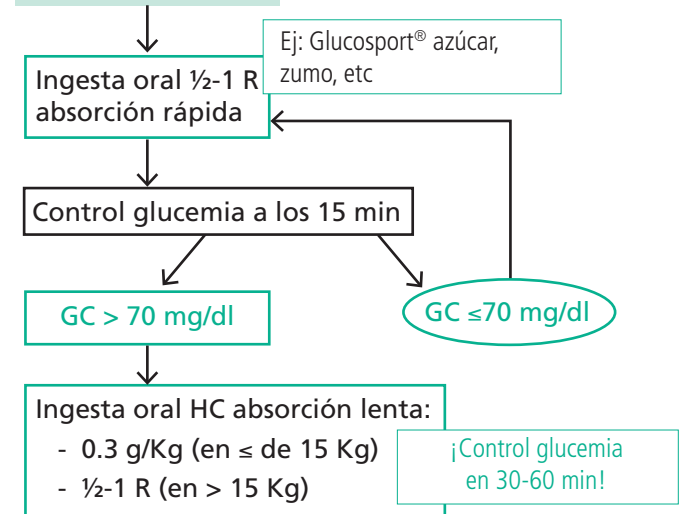 Ej: Glucosport® azúcar,
zumo, etc
Ingesta oral ½-1 R
absorción rápida
Control glucemia a los 15 min
GC > 70 mg/dl
GC ≤70 mg/dl
Ingesta oral HC absorción lenta:
- 0.3 g/Kg (en ≤ de 15 Kg)
- ½-1 R (en > 15 Kg)
¡Control glucemia
en 30-60 min!